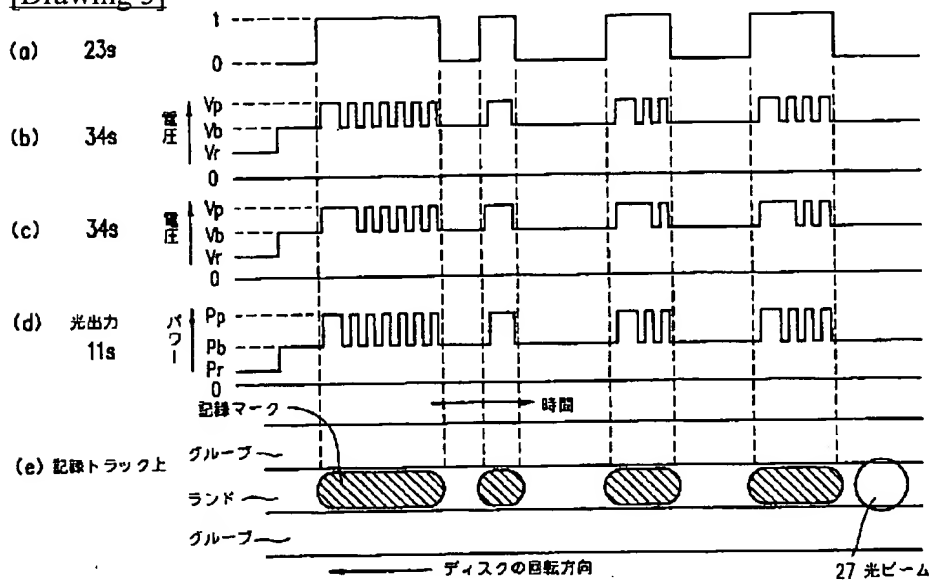 [Drawing 3]
(a) 23s
1
0
(b) 34s
電圧
Vp
Vb
Vr
0
(c) 34s
電圧
Vp
Vb
Vr
0
(d) 光出力
11s
パワー
Pp
Pb
Pr
0
記録マーク
時間
(e) 記録トラック上
グルーブ
ランド
グルーブ
ディスクの回転方向
27 光ビーム